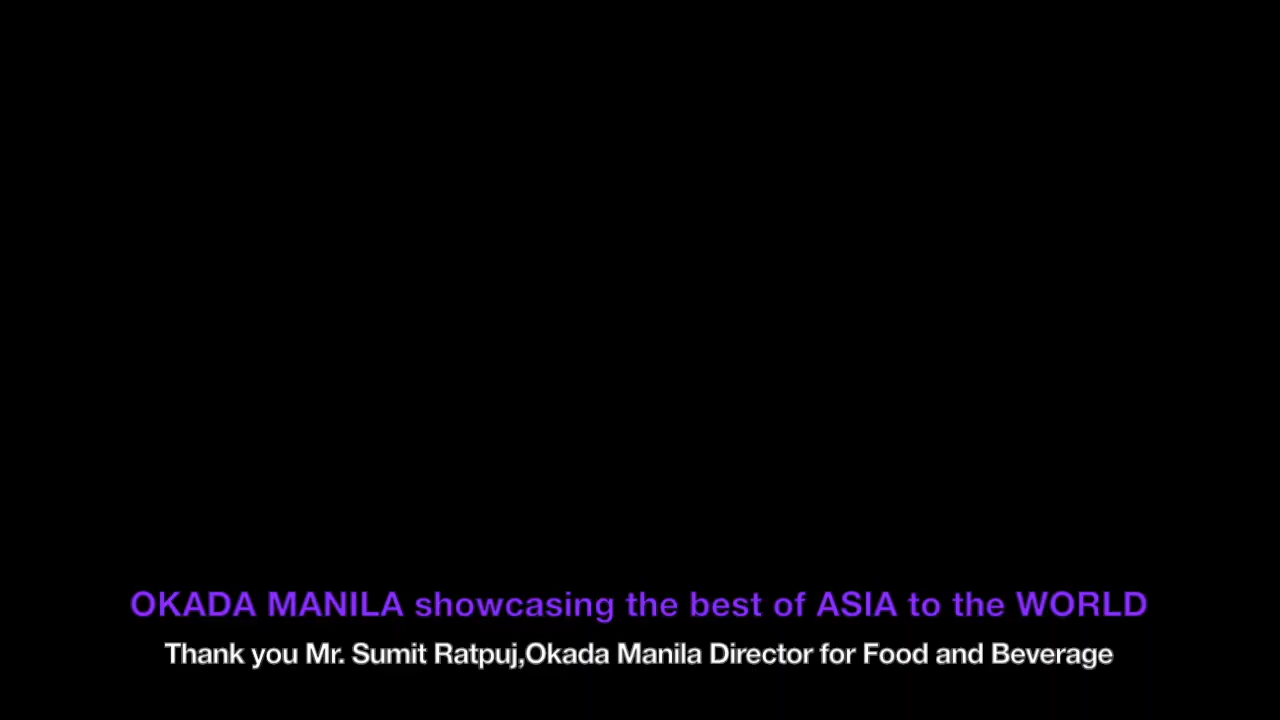 OKADA MANILA showcasing the best of ASIA to the WORLD
Thank you Mr. Sumit Ratpuj,Okada Manila Director for Food and Beverage